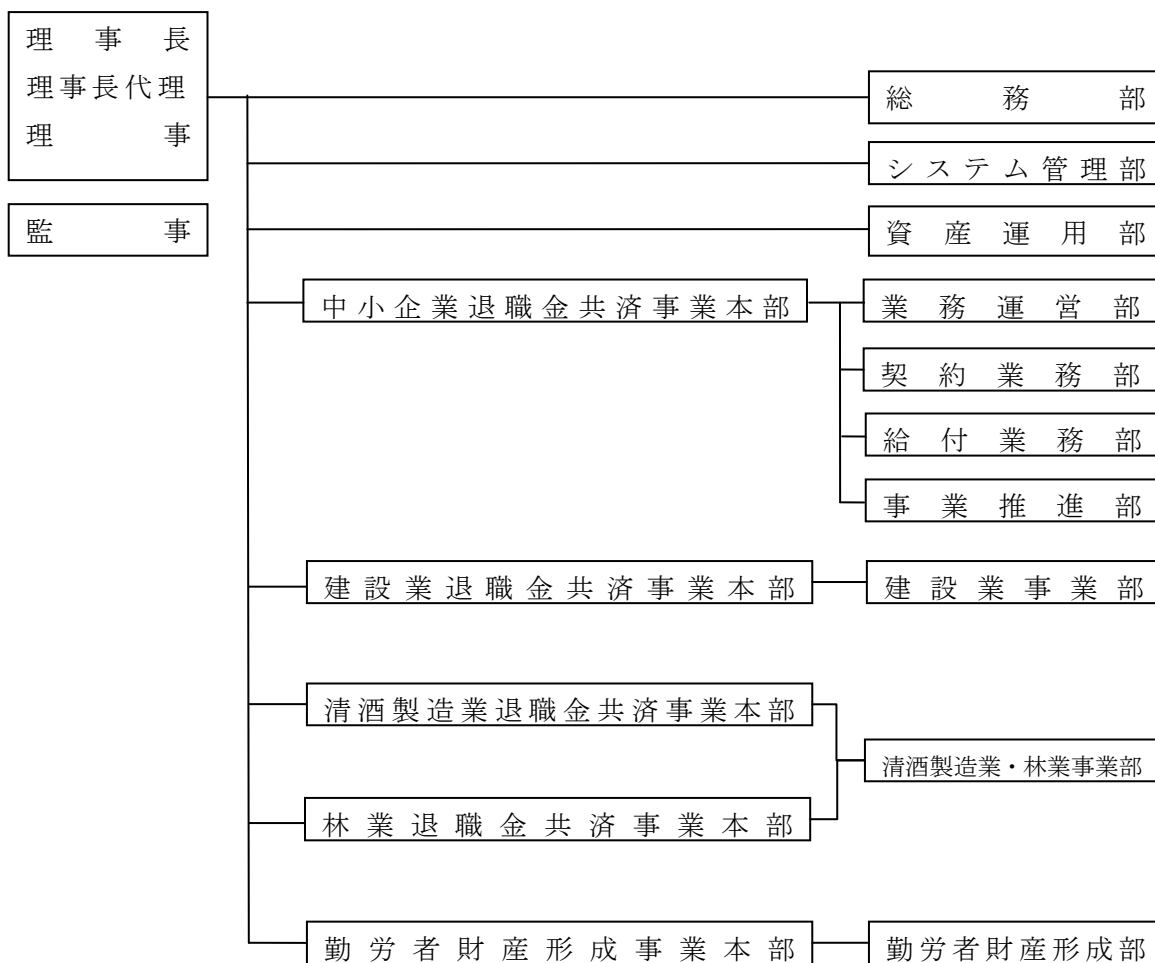 理事長
理事長代理
理事
監事
総務部
システム管理部
資産運用部
中小企業退職金共済事業本部
業務運営部
契約業務部
給付業務部
事業推進部
建設業退職金共済事業本部
建設業事業部
清酒製造業退職金共済事業本部
清酒製造業・林業事業部
林業退職金共済事業本部
勤労者財産形成事業本部
勤労者財産形成部